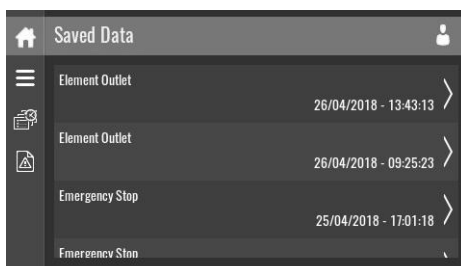 Saved Data
Element Outlet
26/04/2018 - 13:43:13
Element Outlet
26/04/2018 - 09:25:23
Emergency Stop
25/04/2018 - 17:01:18
Emergency Stop